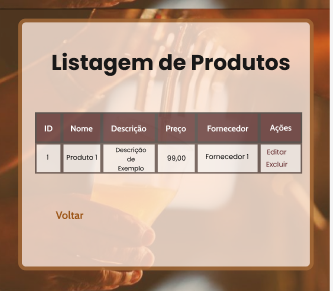 Listagem de Produtos
ID Nome Descrição Preço Fornecedor Ações
1 Produto 1 Descrição de Exemplo 99,00 Fornecedor 1 Editar Excluir
Voltar